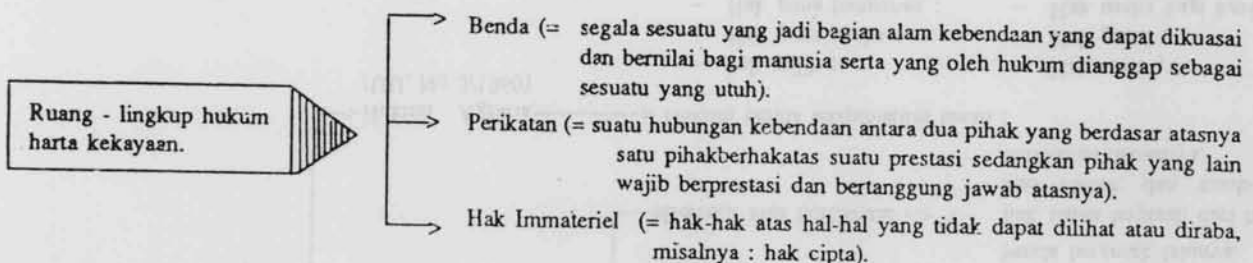 Ruang - lingkup hukum
harta kekayaan.
Benda (= segala sesuatu yang jadi bagian alam kebendaan yang dapat dikuasai
dan bernilai bagi manusia serta yang oleh hukum dianggap sebagai
sesuatu yang utuh).
Perikatan (= suatu hubungan kebendaan antara dua pihak yang berdasar atasnya
satu pihakberhakatas suatu prestasi sedangkan pihak yang lain
wajib berprestasi dan bertanggung jawab atasnya).
Hak Immateriel (= hak-hak atas hal-hal yang tidak dapat dilihat atau diraba,
misalnya : hak cipta).